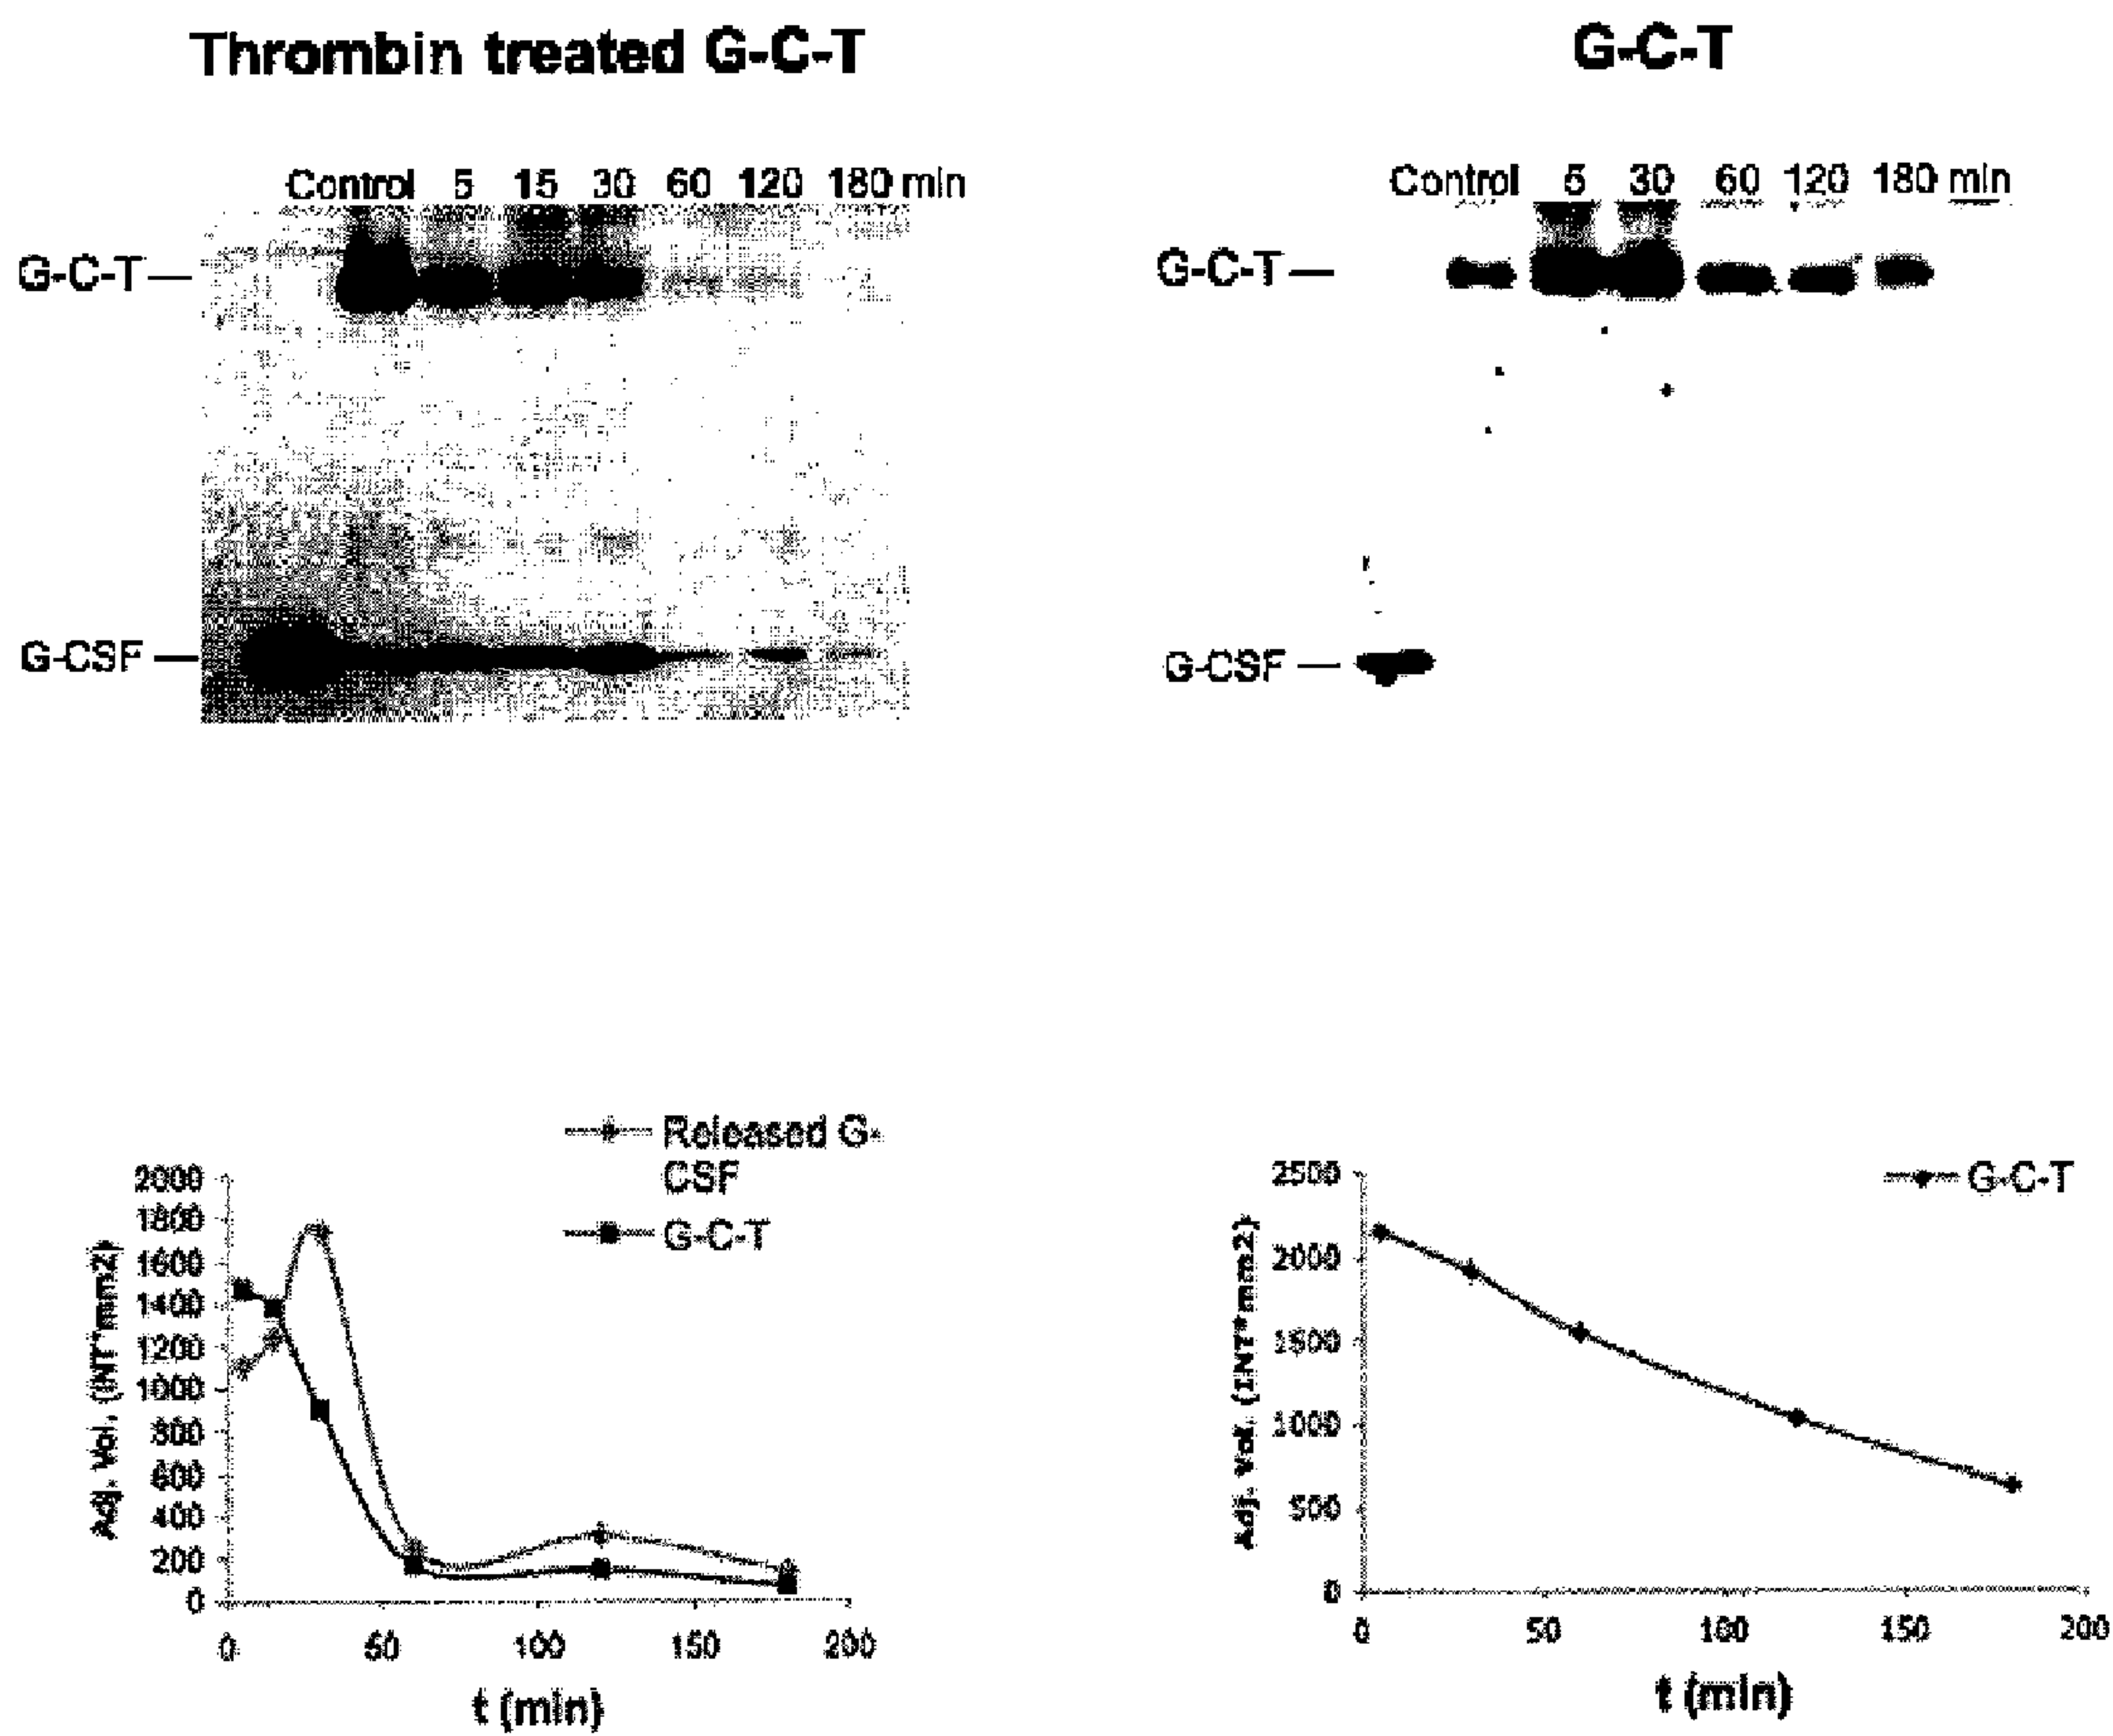 Thrombin treated G-C-T
Control 5 15 30 60 120 180 min
G-C-T
G-CSF
G-C-T
Control 5 30 60 120 180 min
G-C-T
G-CSF
Released G-
CSF
G-C-T
2000
1800
1600
1400
1200
1000
800
600
400
200
0
Adj. Vol. (INT*mm2)
0 50 100 150 200
t (min)
G-C-T
2500
2000
1500
1000
500
0
Adj. Vol. (INT*mm2)
0 50 100 150 200
t (min)